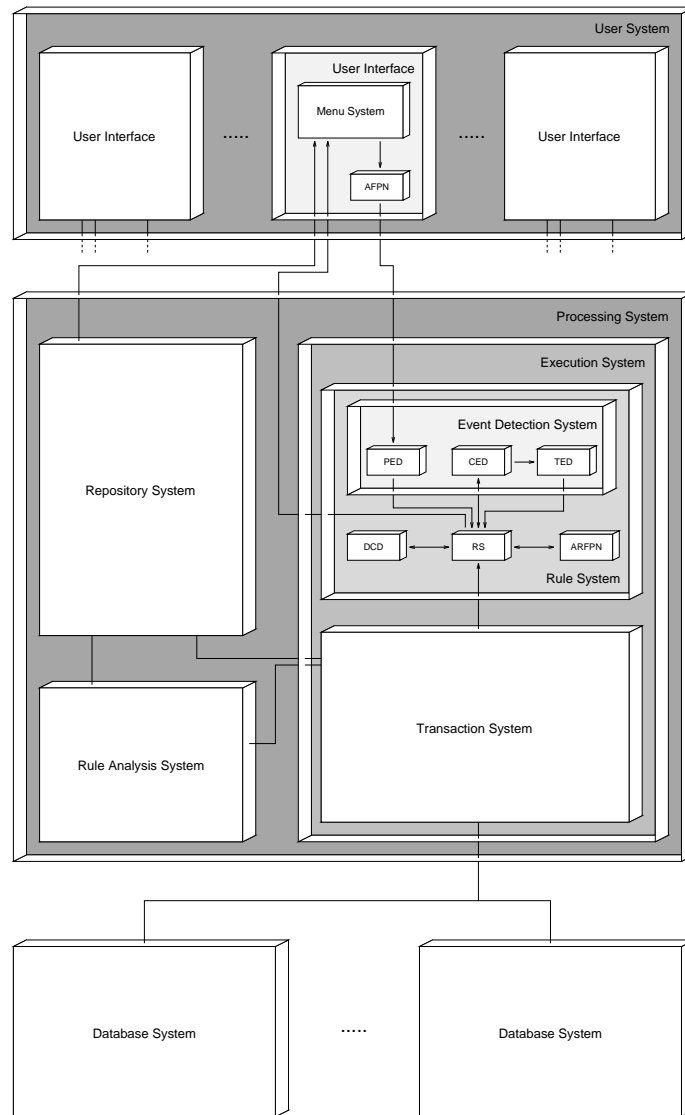 User System
User Interface
User Interface
Menu System
AFPN
User Interface
.....
.....
Processing System
Execution System
Event Detection System
PED
CED
TED
Repository System
DCD
RS
ARFPN
Rule System
Transaction System
Rule Analysis System
Database System
.....
Database System